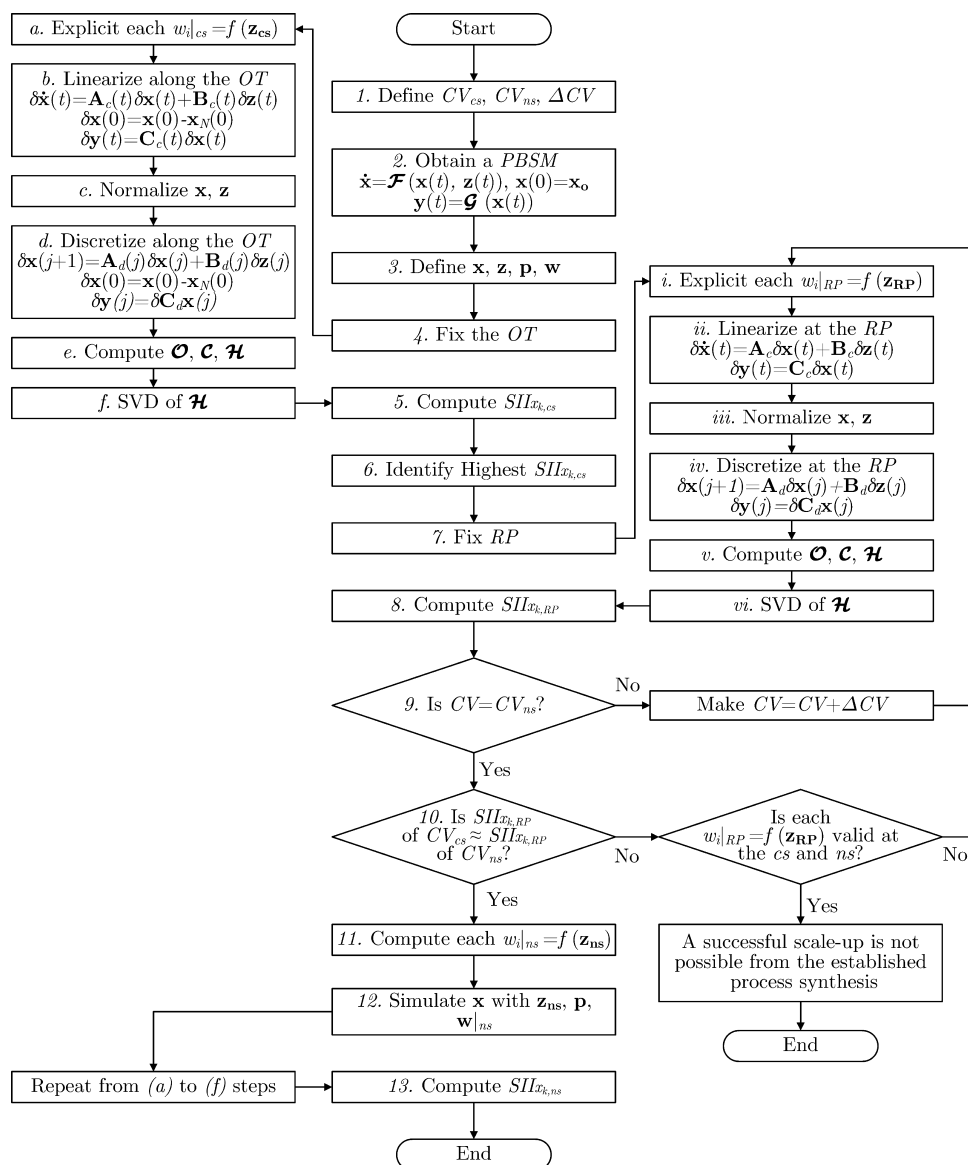 Start
1. Define CV_cs, CV_ns, ΔCV
2. Obtain a PBSM
ẋ=𝓕(x(t), z(t)), x(0)=x_o
y(t)=𝓖 (x(t))
3. Define x, z, p, w
4. Fix the OT
a. Explicit each w_i|_cs=f(z_cs)
b. Linearize along the OT
δẋ(t)=A_c(t)δx(t)+B_c(t)δz(t)
δx(0)=x(0)-x_N(0)
δy(t)=C_c(t)δx(t)
c. Normalize x, z
d. Discretize along the OT
δx(j+1)=A_d(j)δx(j)+B_d(j)δz(j)
δx(0)=x(0)-x_N(0)
δy(j)=δC_dx(j)
e. Compute 𝓞, 𝓒, 𝓗
f. SVD of 𝓗
5. Compute SII_x_k,cs
6. Identify Highest SII_x_k,cs
7. Fix RP
i. Explicit each w_i|_RP=f(z_RP)
ii. Linearize at the RP
δẋ(t)=A_cδx(t)+B_cδz(t)
δy(t)=C_cδx(t)
iii. Normalize x, z
iv. Discretize at the RP
δx(j+1)=A_dδx(j)+B_dδz(j)
δy(j)=δC_dx(j)
v. Compute 𝓞, 𝓒, 𝓗
vi. SVD of 𝓗
8. Compute SII_x_k,RP
9. Is CV=CV_ns?
No
Make CV=CV+ΔCV
Yes
10. Is SII_x_k,RP
of CV_cs≈SII_x_k,RP
of CV_ns?
No
Is each
w_i|_RP=f(z_RP) valid at
the cs and ns?
No
Yes
A successful scale-up is not
possible from the established
process synthesis
End
Yes
11. Compute each w_i|_ns=f(z_ns)
12. Simulate x with z_ns, p,
w|_ns
Repeat from (a) to (f) steps
13. Compute SII_x_k,ns
End